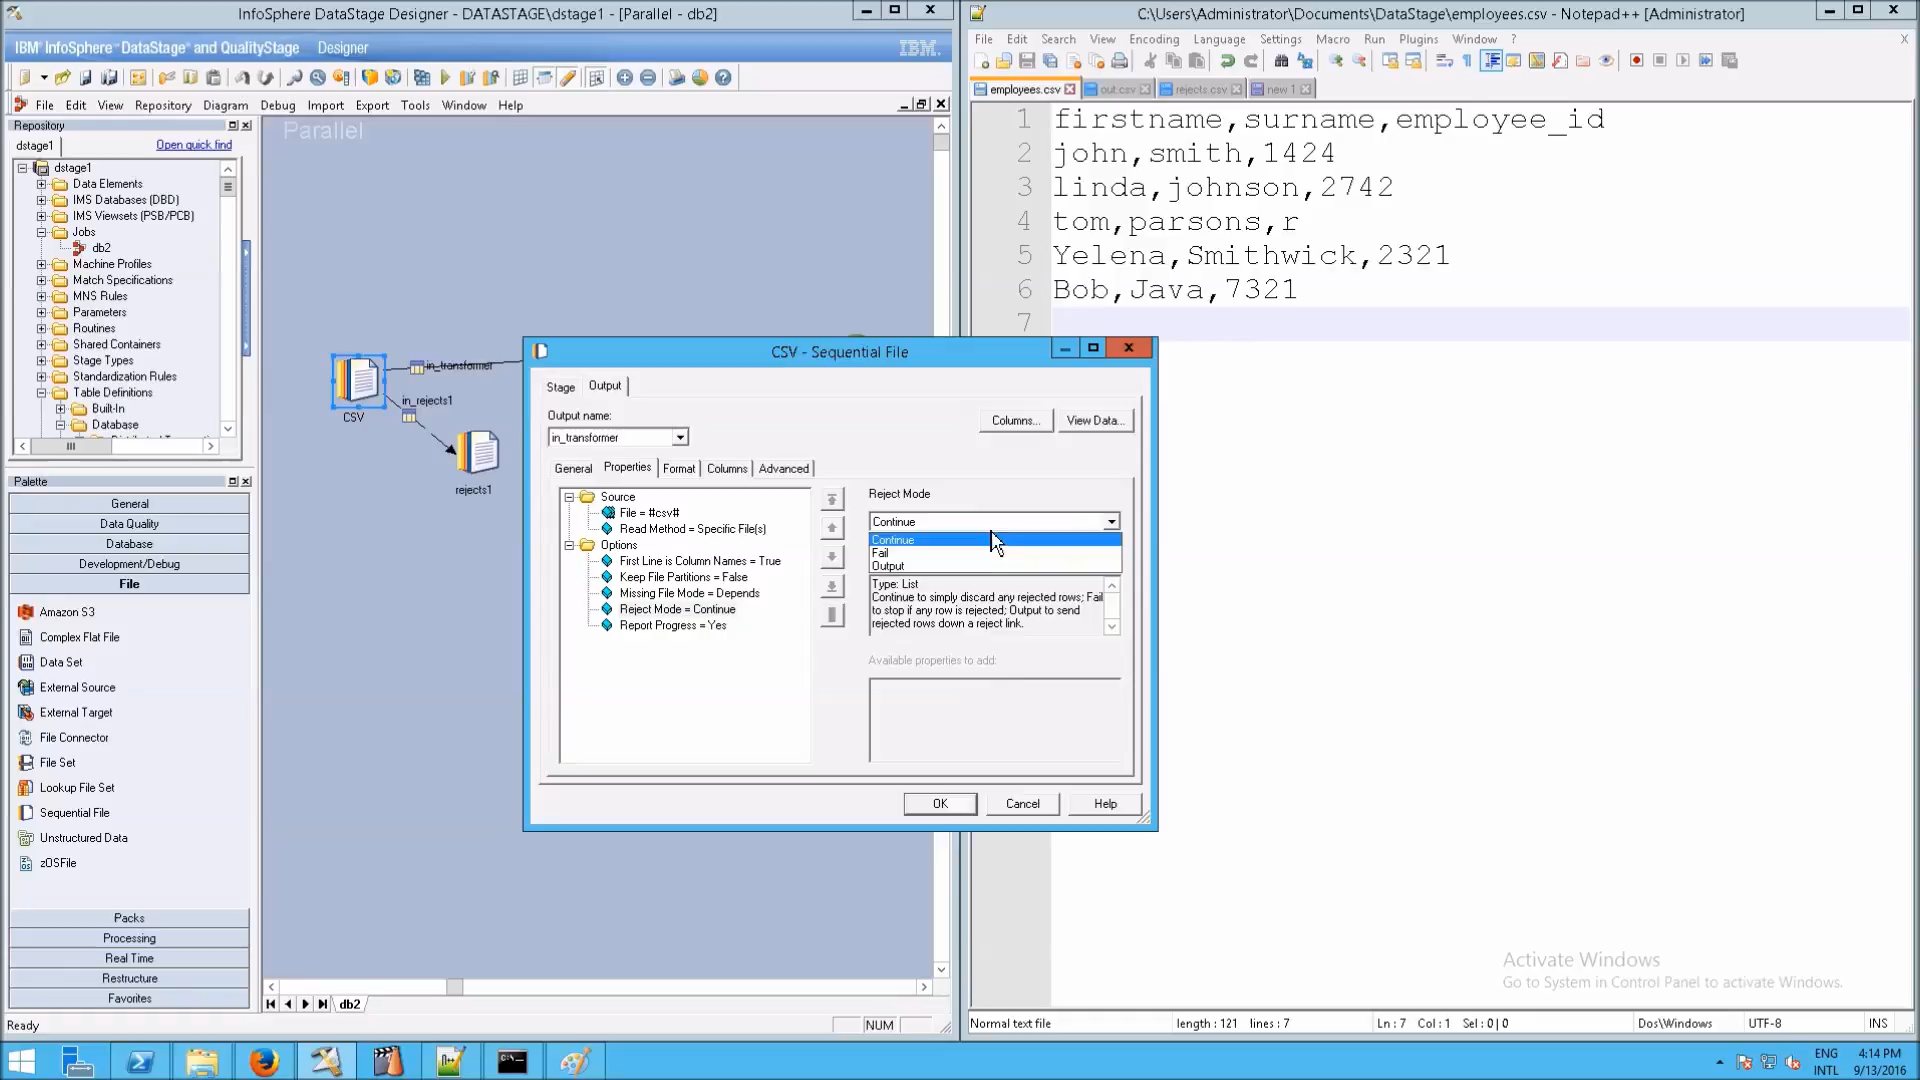 InfoSphere DataStage Designer - DATASTAGE\dstage1 - [Parallel - db2]
IBM InfoSphere DataStage and QualityStage Designer
IBM
File Edit View Repository Diagram Debug Import Export Tools Window Help
Repository
dstage1 Open quick find
dstage1
Data Elements
IMS Databases (DBD)
IMS Viewsets (PSB/PCB)
Jobs
db2
Machine Profiles
Match Specifications
MNS Rules
Parameters
Routines
Shared Containers
Stage Types
Standardization Rules
Table Definitions
Built-In
Database
Palette
General
Data Quality
Database
Development/Debug
File
Amazon S3
Complex Flat File
Data Set
External Source
External Target
File Connector
File Set
Lookup File Set
Sequential File
Unstructured Data
zOSFile
Packs
Processing
Real Time
Restructure
Favorites
Ready
NUM
Parallel
in_transformer
in_rejects1
CSV
rejects1
db2
CSV - Sequential File
Stage Output
Output name:
in_transformer
Columns... View Data...
General Properties Format Columns Advanced
Source
File = #csv#
Read Method = Specific File(s)
Options
First Line is Column Names = True
Keep File Partitions = False
Missing File Mode = Depends
Reject Mode = Continue
Report Progress = Yes
Reject Mode
Continue
Continue
Fail
Output
Type: List
Continue to simply discard any rejected rows; Fail
to stop if any row is rejected; Output to send
rejected rows down a reject link.
Available properties to add:
OK Cancel Help
C:\Users\Administrator\Documents\DataStage\employees.csv - Notepad++ [Administrator]
File Edit Search View Encoding Language Settings Macro Run Plugins Window ? X
employees.csv out.csv rejects.csv new 1
1 firstname,surname,employee_id
2 john,smith,1424
3 linda,johnson,2742
4 tom,parsons,r
5 Yelena,Smithwick,2321
6 Bob,Java,7321
7
Activate Windows
Go to System in Control Panel to activate Windows.
Normal text file length : 121 lines : 7 Ln : 7 Col : 1 Sel : 0 | 0 Dos\Windows UTF-8 INS
ENG 4:14 PM
INTL 9/13/2016